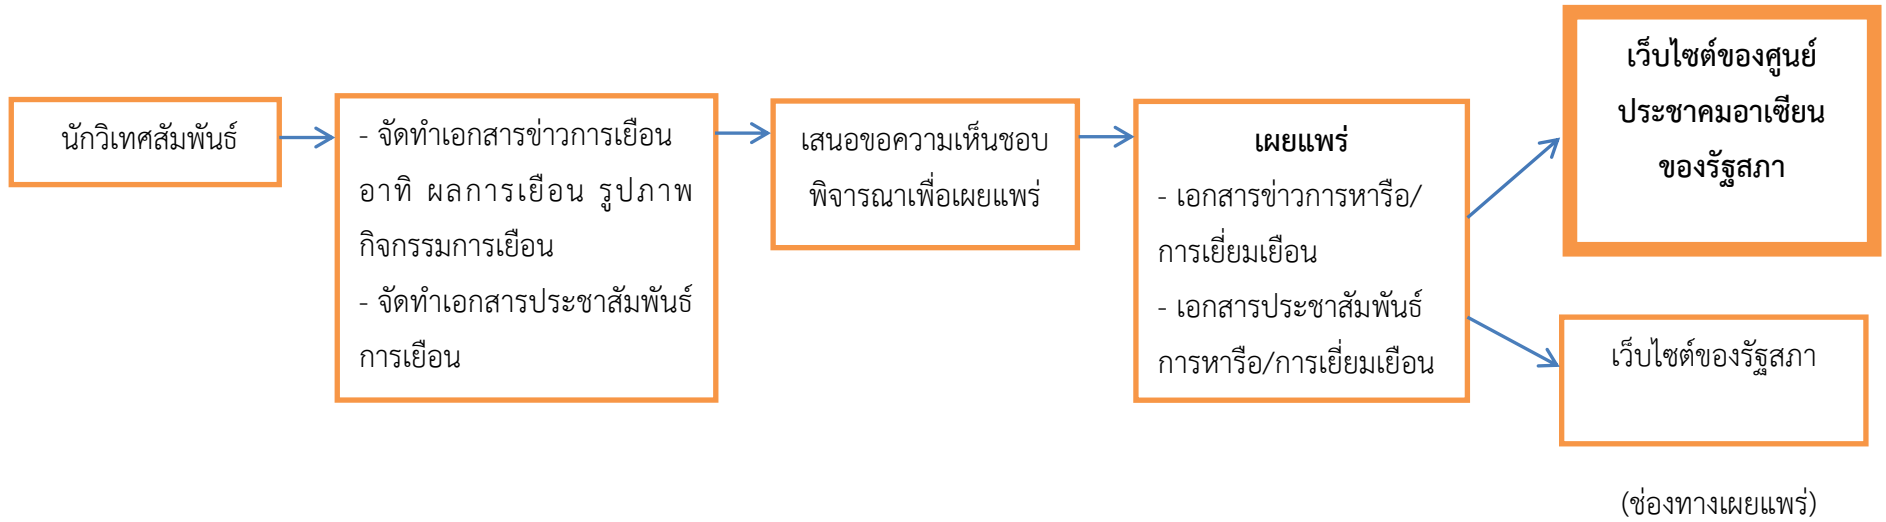 นักวิเทศสัมพันธ์
- จัดทำเอกสารข่าวการเยือน
อาทิ ผลการเยือน รูปภาพ
กิจกรรมการเยือน
- จัดทำเอกสารประชาสัมพันธ์
การเยือน
เสนอขอความเห็นชอบ
พิจารณาเพื่อเผยแพร่
เผยแพร่
- เอกสารข่าวการหารือ/
การเยี่ยมเยือน
- เอกสารประชาสัมพันธ์
การหารือ/การเยี่ยมเยือน
เว็บไซต์ของศูนย์
ประชาคมอาเซียน
ของรัฐสภา
เว็บไซต์ของรัฐสภา
(ช่องทางเผยแพร่)